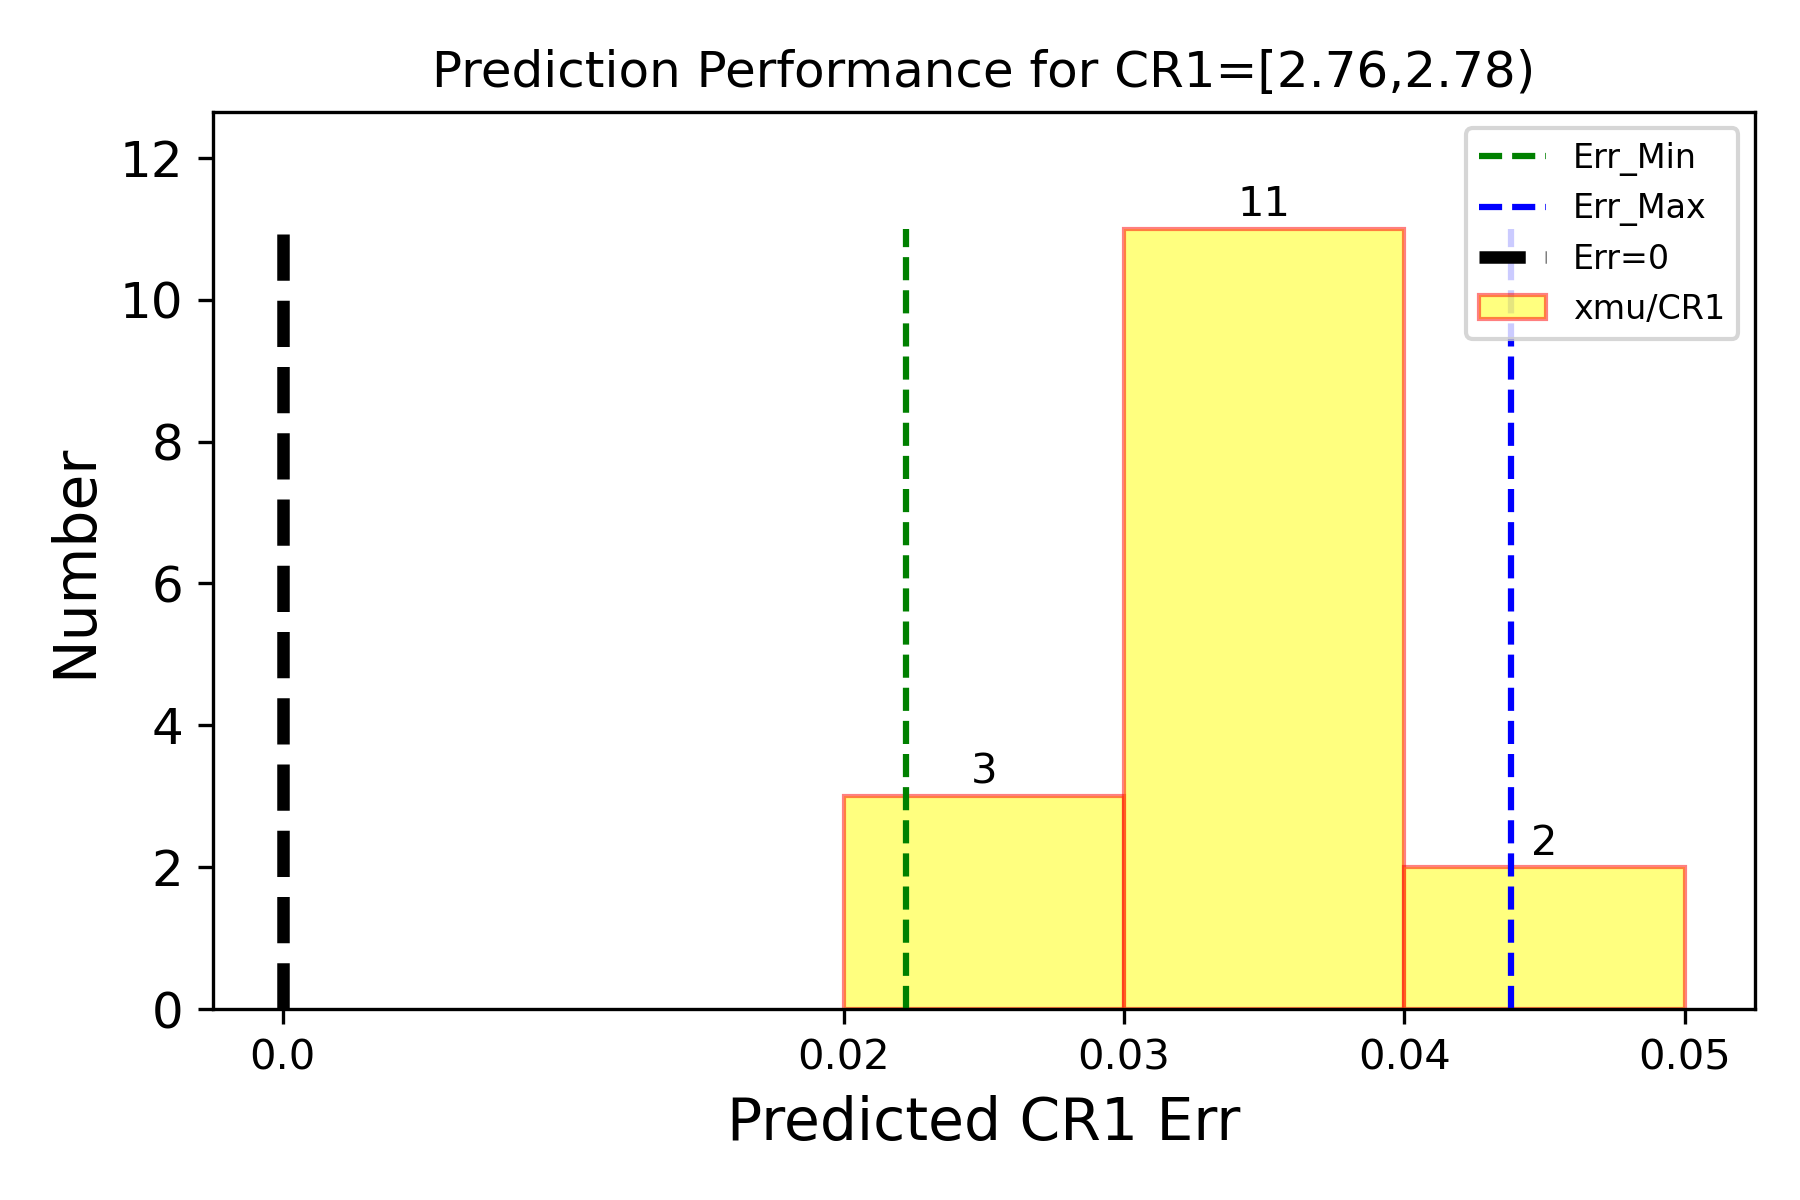 Prediction Performance for CR1=[2.76,2.78)
12
10
8
6
4
2
0
Number
11
3
2
Err_Min
Err_Max
Err=0
xmu/CR1
0.0 0.02 0.03 0.04 0.05
Predicted CR1 Err